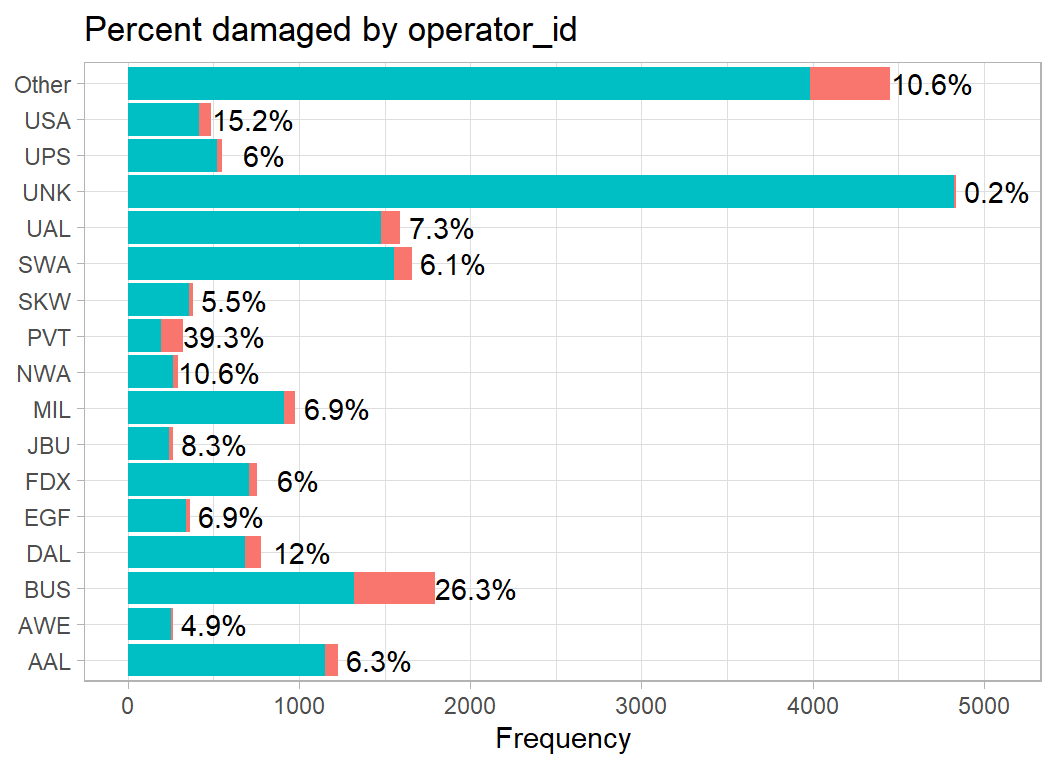 Percent damaged by operator_id
Other 10.6%
USA 15.2%
UPS 6%
UNK 0.2%
UAL 7.3%
SWA 6.1%
SKW 5.5%
PVT 39.3%
NWA 10.6%
MIL 6.9%
JBU 8.3%
FDX 6%
EGF 6.9%
DAL 12%
BUS 26.3%
AWE 4.9%
AAL 6.3%
0 1000 2000 3000 4000 5000
Frequency